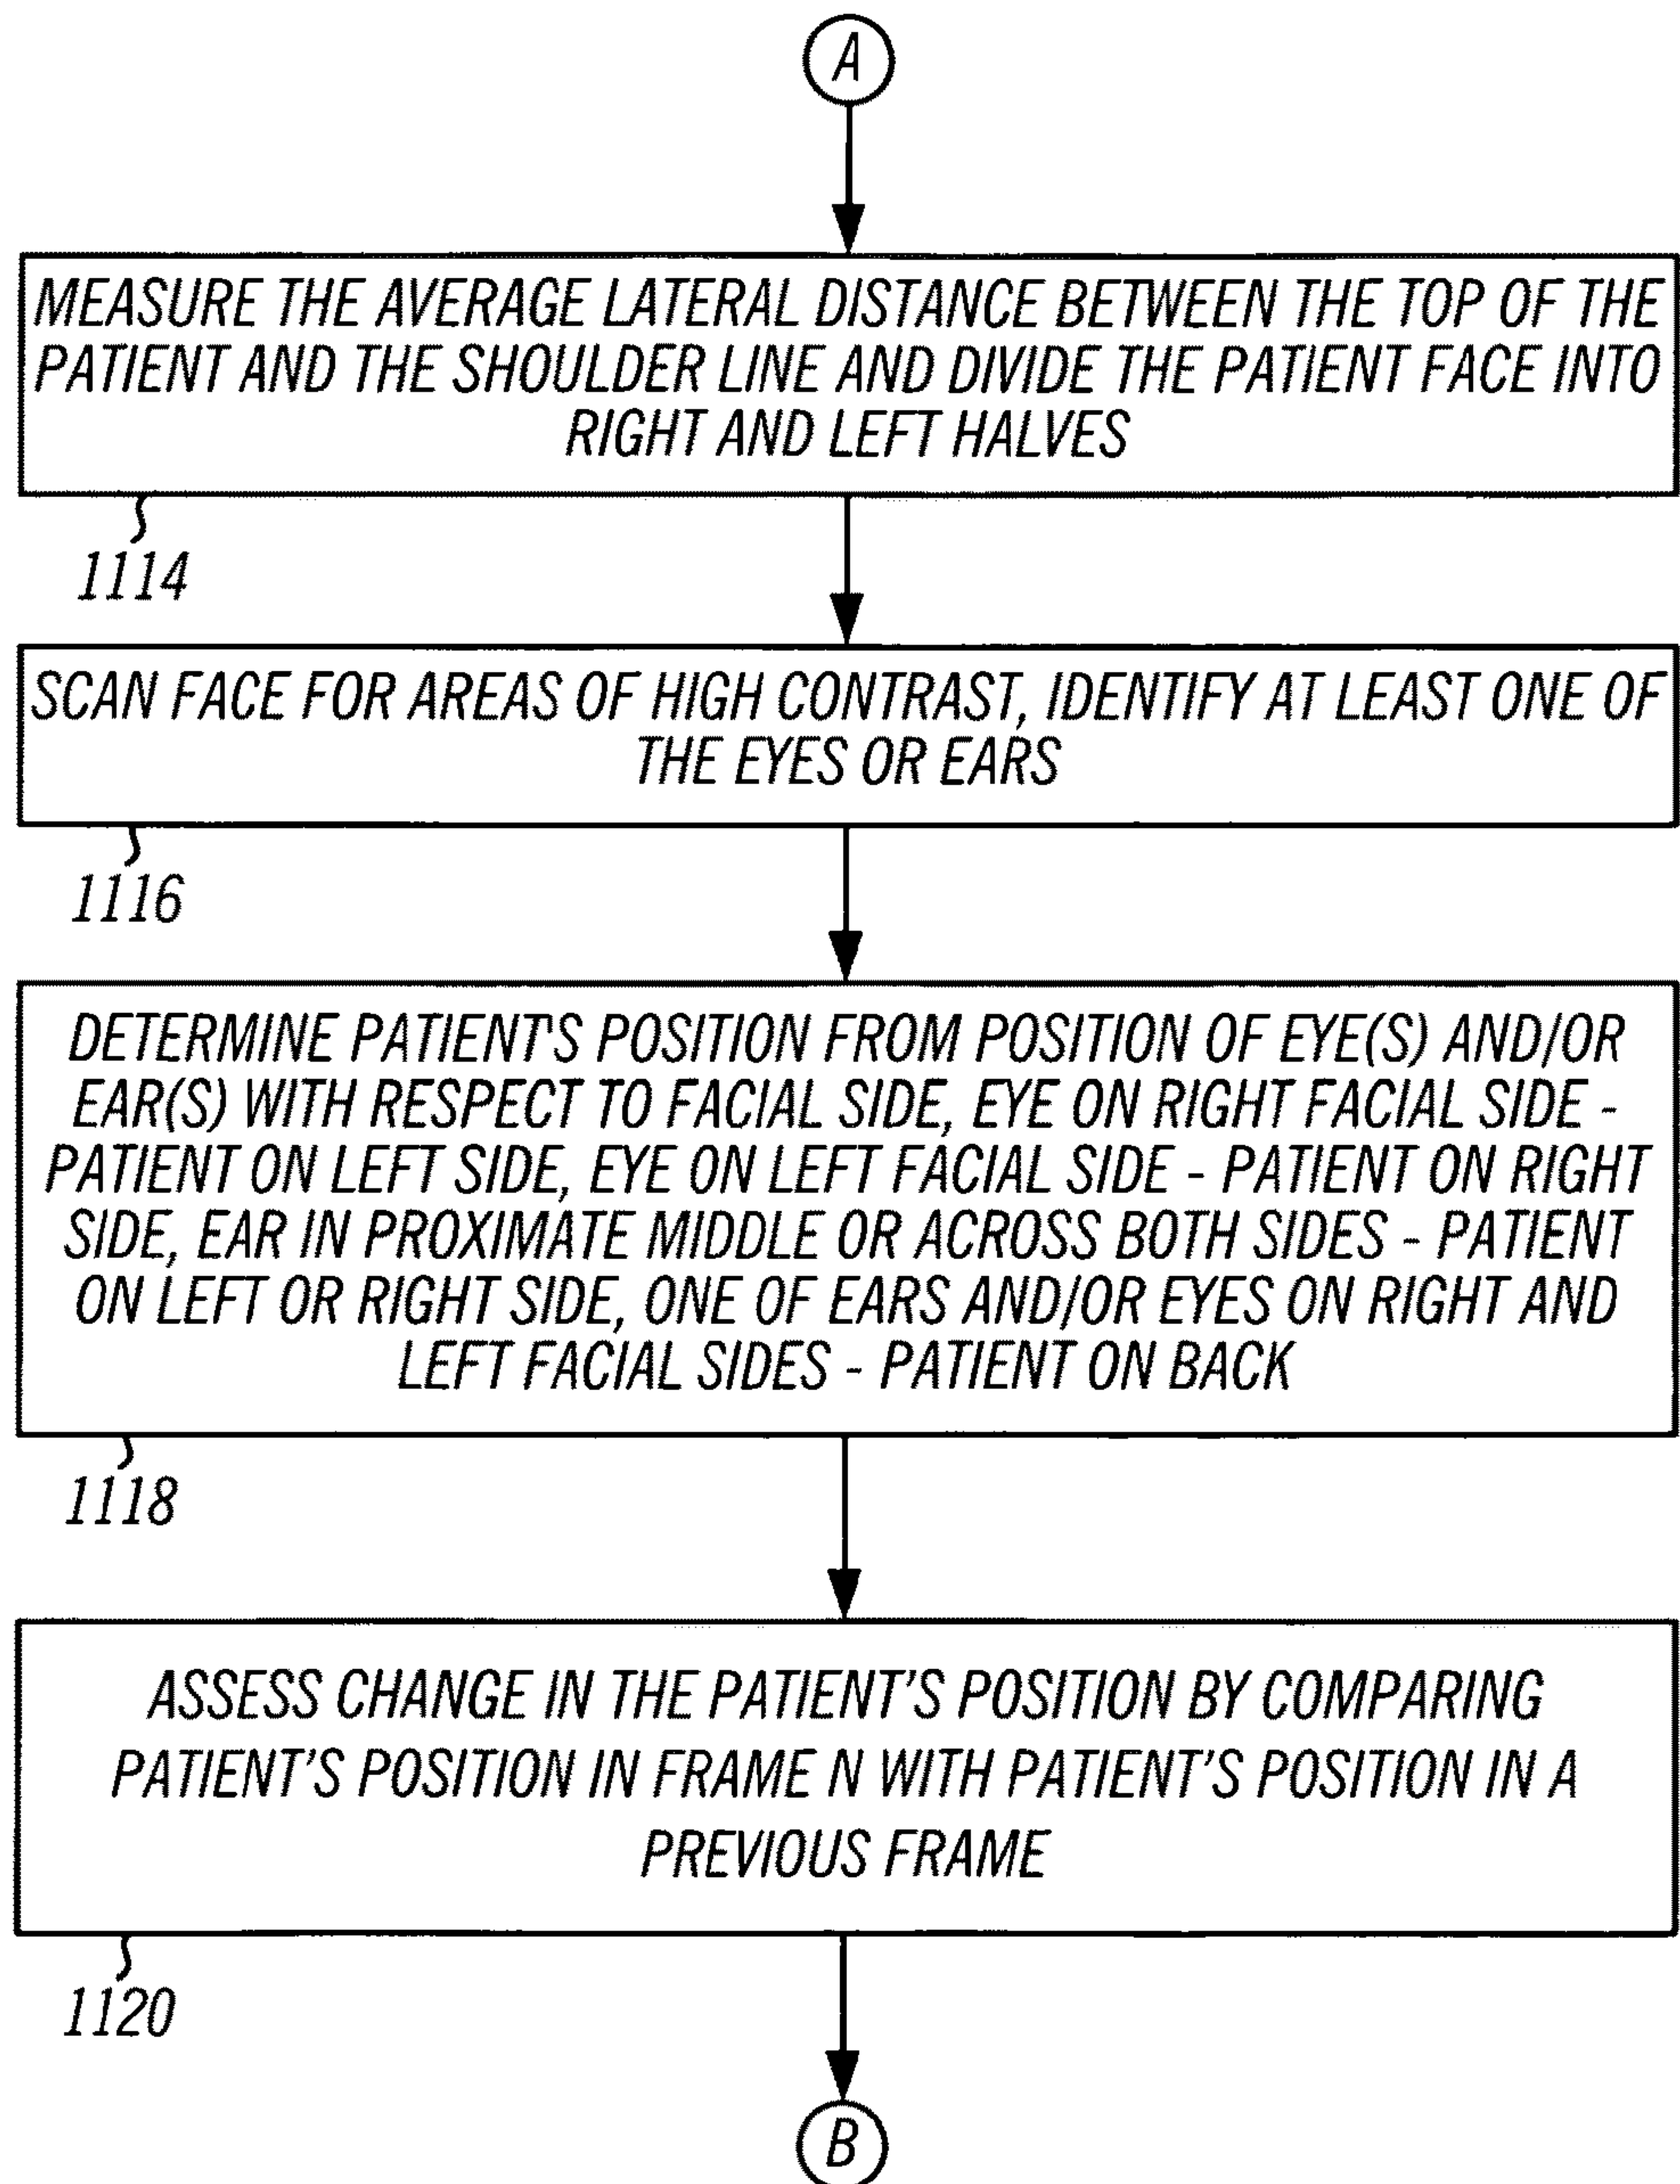 A
MEASURE THE AVERAGE LATERAL DISTANCE BETWEEN THE TOP OF THE
PATIENT AND THE SHOULDER LINE AND DIVIDE THE PATIENT FACE INTO
RIGHT AND LEFT HALVES
1114
SCAN FACE FOR AREAS OF HIGH CONTRAST, IDENTIFY AT LEAST ONE OF
THE EYES OR EARS
1116
DETERMINE PATIENT'S POSITION FROM POSITION OF EYE(S) AND/OR
EAR(S) WITH RESPECT TO FACIAL SIDE, EYE ON RIGHT FACIAL SIDE -
PATIENT ON LEFT SIDE, EYE ON LEFT FACIAL SIDE - PATIENT ON RIGHT
SIDE, EAR IN PROXIMATE MIDDLE OR ACROSS BOTH SIDES - PATIENT
ON LEFT OR RIGHT SIDE, ONE OF EARS AND/OR EYES ON RIGHT AND
LEFT FACIAL SIDES - PATIENT ON BACK
1118
ASSESS CHANGE IN THE PATIENT'S POSITION BY COMPARING
PATIENT'S POSITION IN FRAME N WITH PATIENT'S POSITION IN A
PREVIOUS FRAME
1120
B